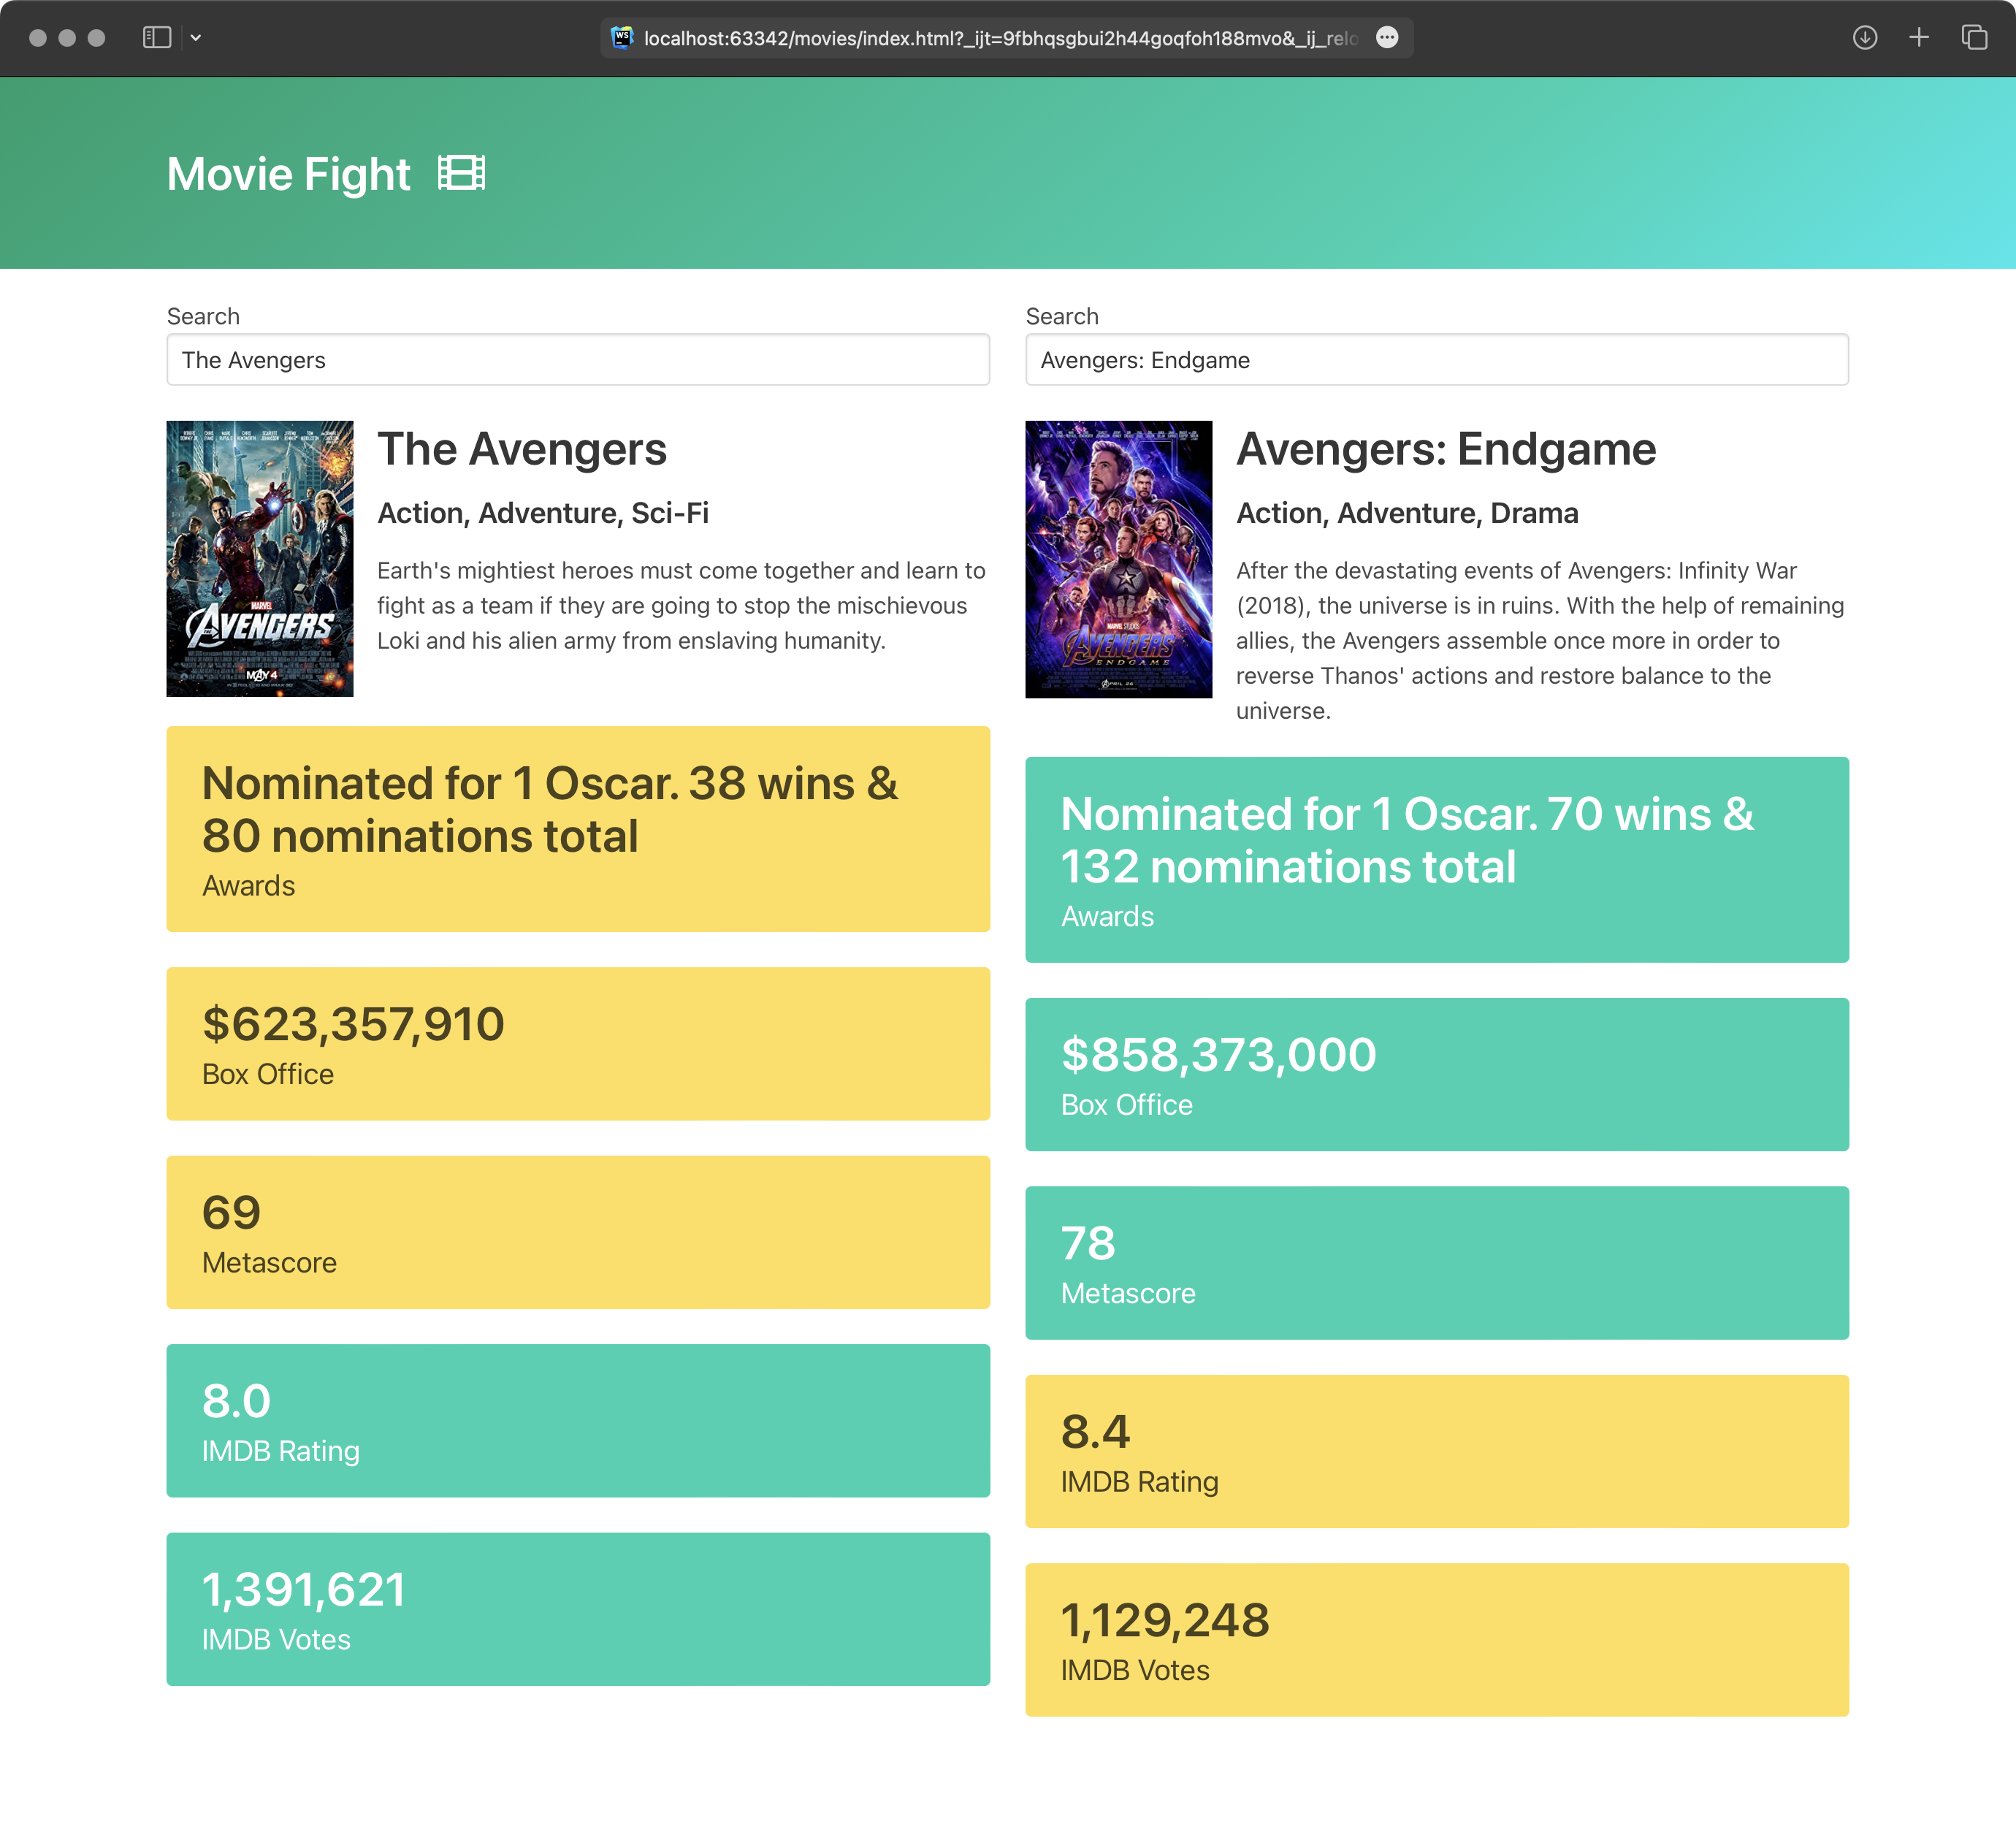 localhost:63342/movies/index.html?_ijt=9fbhqsgbui2h44goqfoh188mvo&_ij_relo
Movie Fight
Search
The Avengers
MARVEL
AVENGERS
MAY 4
The Avengers
Action, Adventure, Sci-Fi
Earth's mightiest heroes must come together and learn to
fight as a team if they are going to stop the mischievous
Loki and his alien army from enslaving humanity.
Nominated for 1 Oscar. 38 wins &
80 nominations total
Awards
$623,357,910
Box Office
69
Metascore
8.0
IMDB Rating
1,391,621
IMDB Votes
Search
Avengers: Endgame
MARVEL STUDIOS
AVENGERS
ENDGAME
APRIL 26
Avengers: Endgame
Action, Adventure, Drama
After the devastating events of Avengers: Infinity War
(2018), the universe is in ruins. With the help of remaining
allies, the Avengers assemble once more in order to
reverse Thanos' actions and restore balance to the
universe.
Nominated for 1 Oscar. 70 wins &
132 nominations total
Awards
$858,373,000
Box Office
78
Metascore
8.4
IMDB Rating
1,129,248
IMDB Votes